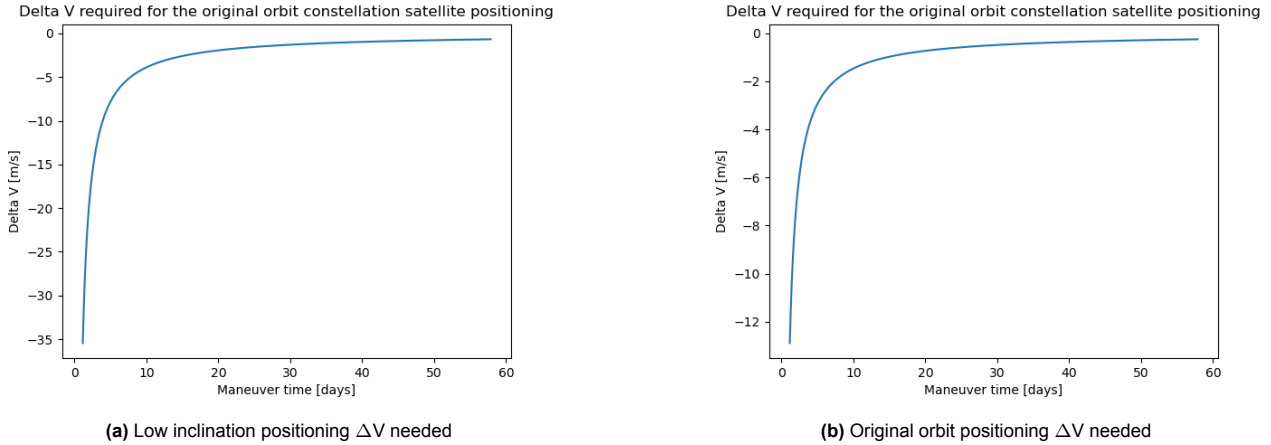 Delta V required for the original orbit constellation satellite positioning
0
−5
−10
−15
−20
−25
−30
−35
Delta V [m/s]
0 10 20 30 40 50 60
Maneuver time [days]
(a) Low inclination positioning ΔV needed
Delta V required for the original orbit constellation satellite positioning
0
−2
−4
−6
−8
−10
−12
Delta V [m/s]
0 10 20 30 40 50 60
Maneuver time [days]
(b) Original orbit positioning ΔV needed